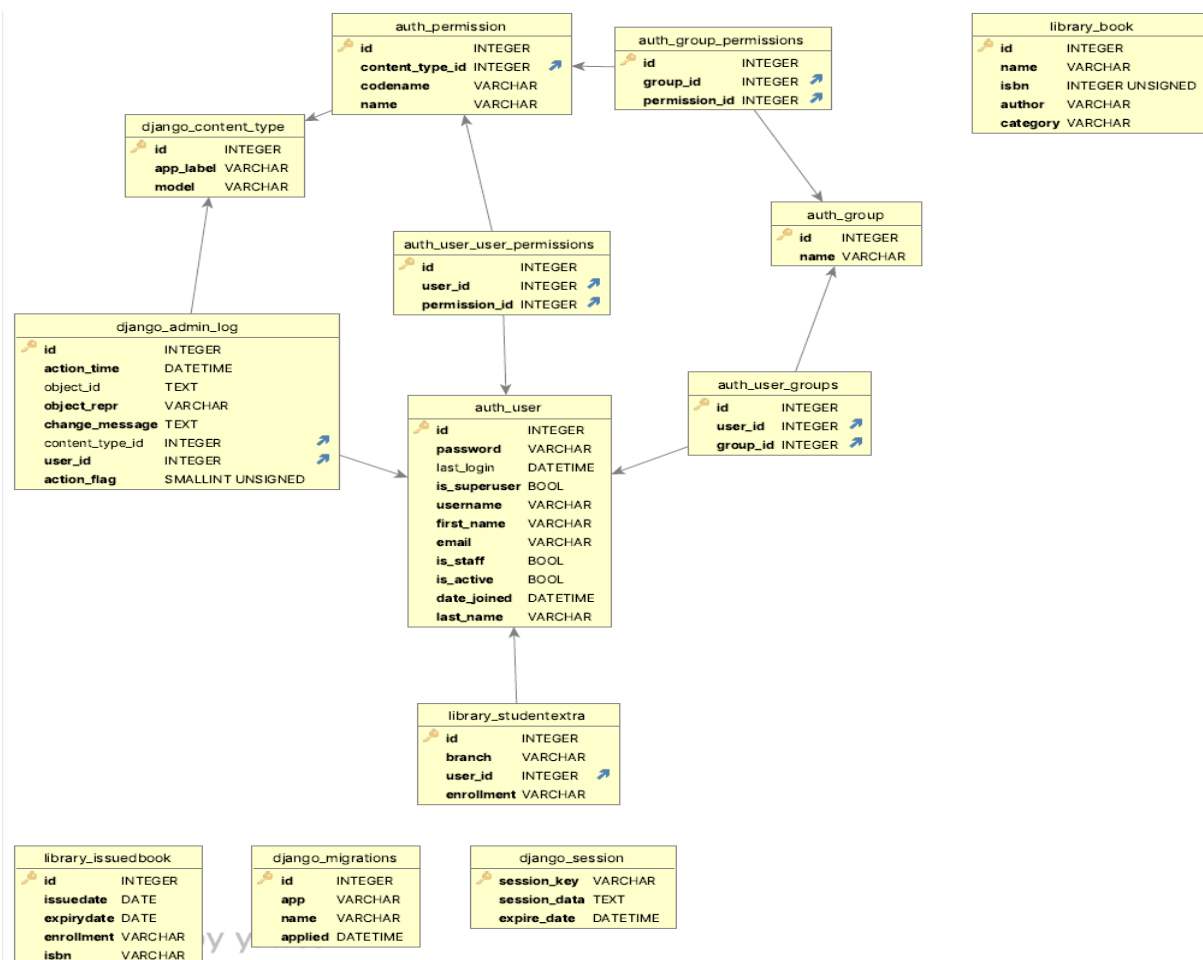 auth_permission
id INTEGER
content_type_id INTEGER
codename VARCHAR
name VARCHAR
auth_group_permissions
id INTEGER
group_id INTEGER
permission_id INTEGER
library_book
id INTEGER
name VARCHAR
isbn INTEGER UNSIGNED
author VARCHAR
category VARCHAR
django_content_type
id INTEGER
app_label VARCHAR
model VARCHAR
auth_group
id INTEGER
name VARCHAR
auth_user_user_permissions
id INTEGER
user_id INTEGER
permission_id INTEGER
django_admin_log
id INTEGER
action_time DATETIME
object_id TEXT
object_repr VARCHAR
change_message TEXT
content_type_id INTEGER
user_id INTEGER
action_flag SMALLINT UNSIGNED
auth_user_groups
id INTEGER
user_id INTEGER
group_id INTEGER
auth_user
id INTEGER
password VARCHAR
last_login DATETIME
is_superuser BOOL
username VARCHAR
first_name VARCHAR
email VARCHAR
is_staff BOOL
is_active BOOL
date_joined DATETIME
last_name VARCHAR
library_studentextra
id INTEGER
branch VARCHAR
user_id INTEGER
enrollment VARCHAR
library_issuedbook
id INTEGER
issuedate DATE
expirydate DATE
enrollment VARCHAR
isbn VARCHAR
django_migrations
id INTEGER
app VARCHAR
name VARCHAR
applied DATETIME
django_session
session_key VARCHAR
session_data TEXT
expire_date DATETIME